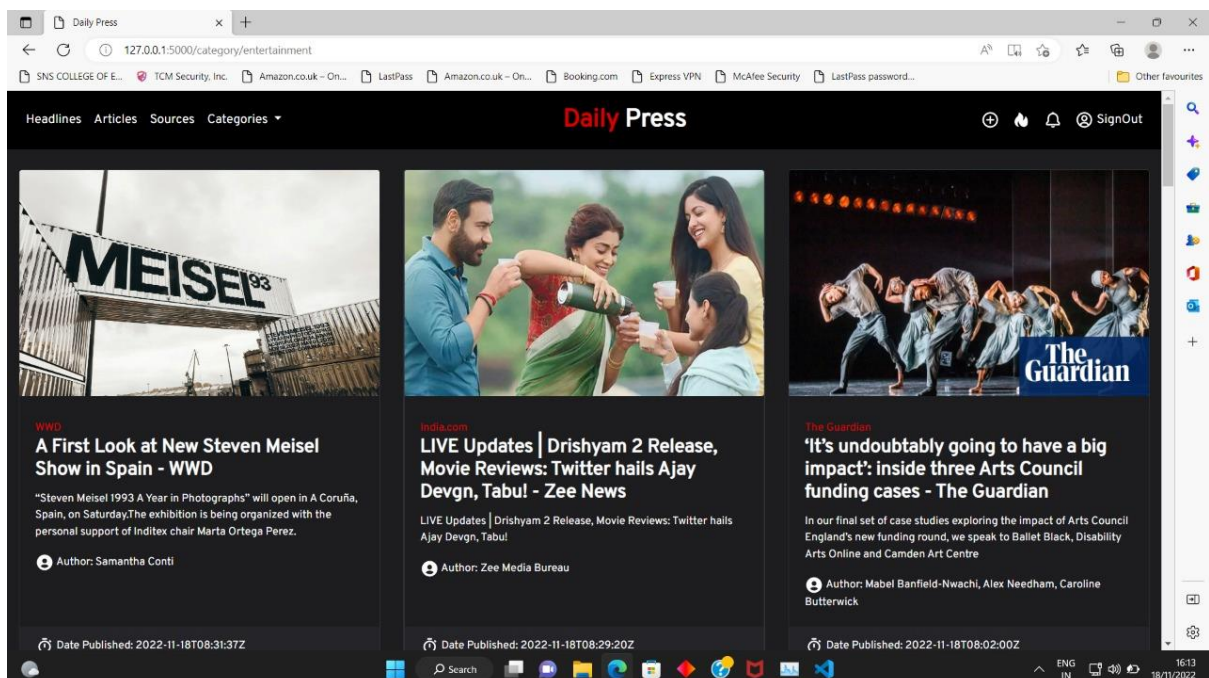 Daily Press
127.0.0.1:5000/category/entertainment
SNS COLLEGE OF E... TCM Security, Inc. Amazon.co.uk – On... LastPass Amazon.co.uk – On... Booking.com Express VPN McAfee Security LastPass password... Other favourites
Headlines Articles Sources Categories Daily Press SignOut
MEISEL93
The
Guardian
WWD
A First Look at New Steven Meisel
Show in Spain - WWD
“Steven Meisel 1993 A Year in Photographs” will open in A Coruña,
Spain, on Saturday.The exhibition is being organized with the
personal support of Inditex chair Marta Ortega Perez.
Author: Samantha Conti
Date Published: 2022-11-18T08:31:37Z
India.com
LIVE Updates | Drishyam 2 Release,
Movie Reviews: Twitter hails Ajay
Devgn, Tabu! - Zee News
LIVE Updates | Drishyam 2 Release, Movie Reviews: Twitter hails
Ajay Devgn, Tabu!
Author: Zee Media Bureau
Date Published: 2022-11-18T08:29:20Z
The Guardian
‘It’s undoubtably going to have a big
impact’: inside three Arts Council
funding cases - The Guardian
In our final set of case studies exploring the impact of Arts Council
England’s new funding round, we speak to Ballet Black, Disability
Arts Online and Camden Art Centre
Author: Mabel Banfield-Nwachi, Alex Needham, Caroline
Butterwick
Date Published: 2022-11-18T08:02:00Z
Search
ENG
IN
16:13
18/11/2022